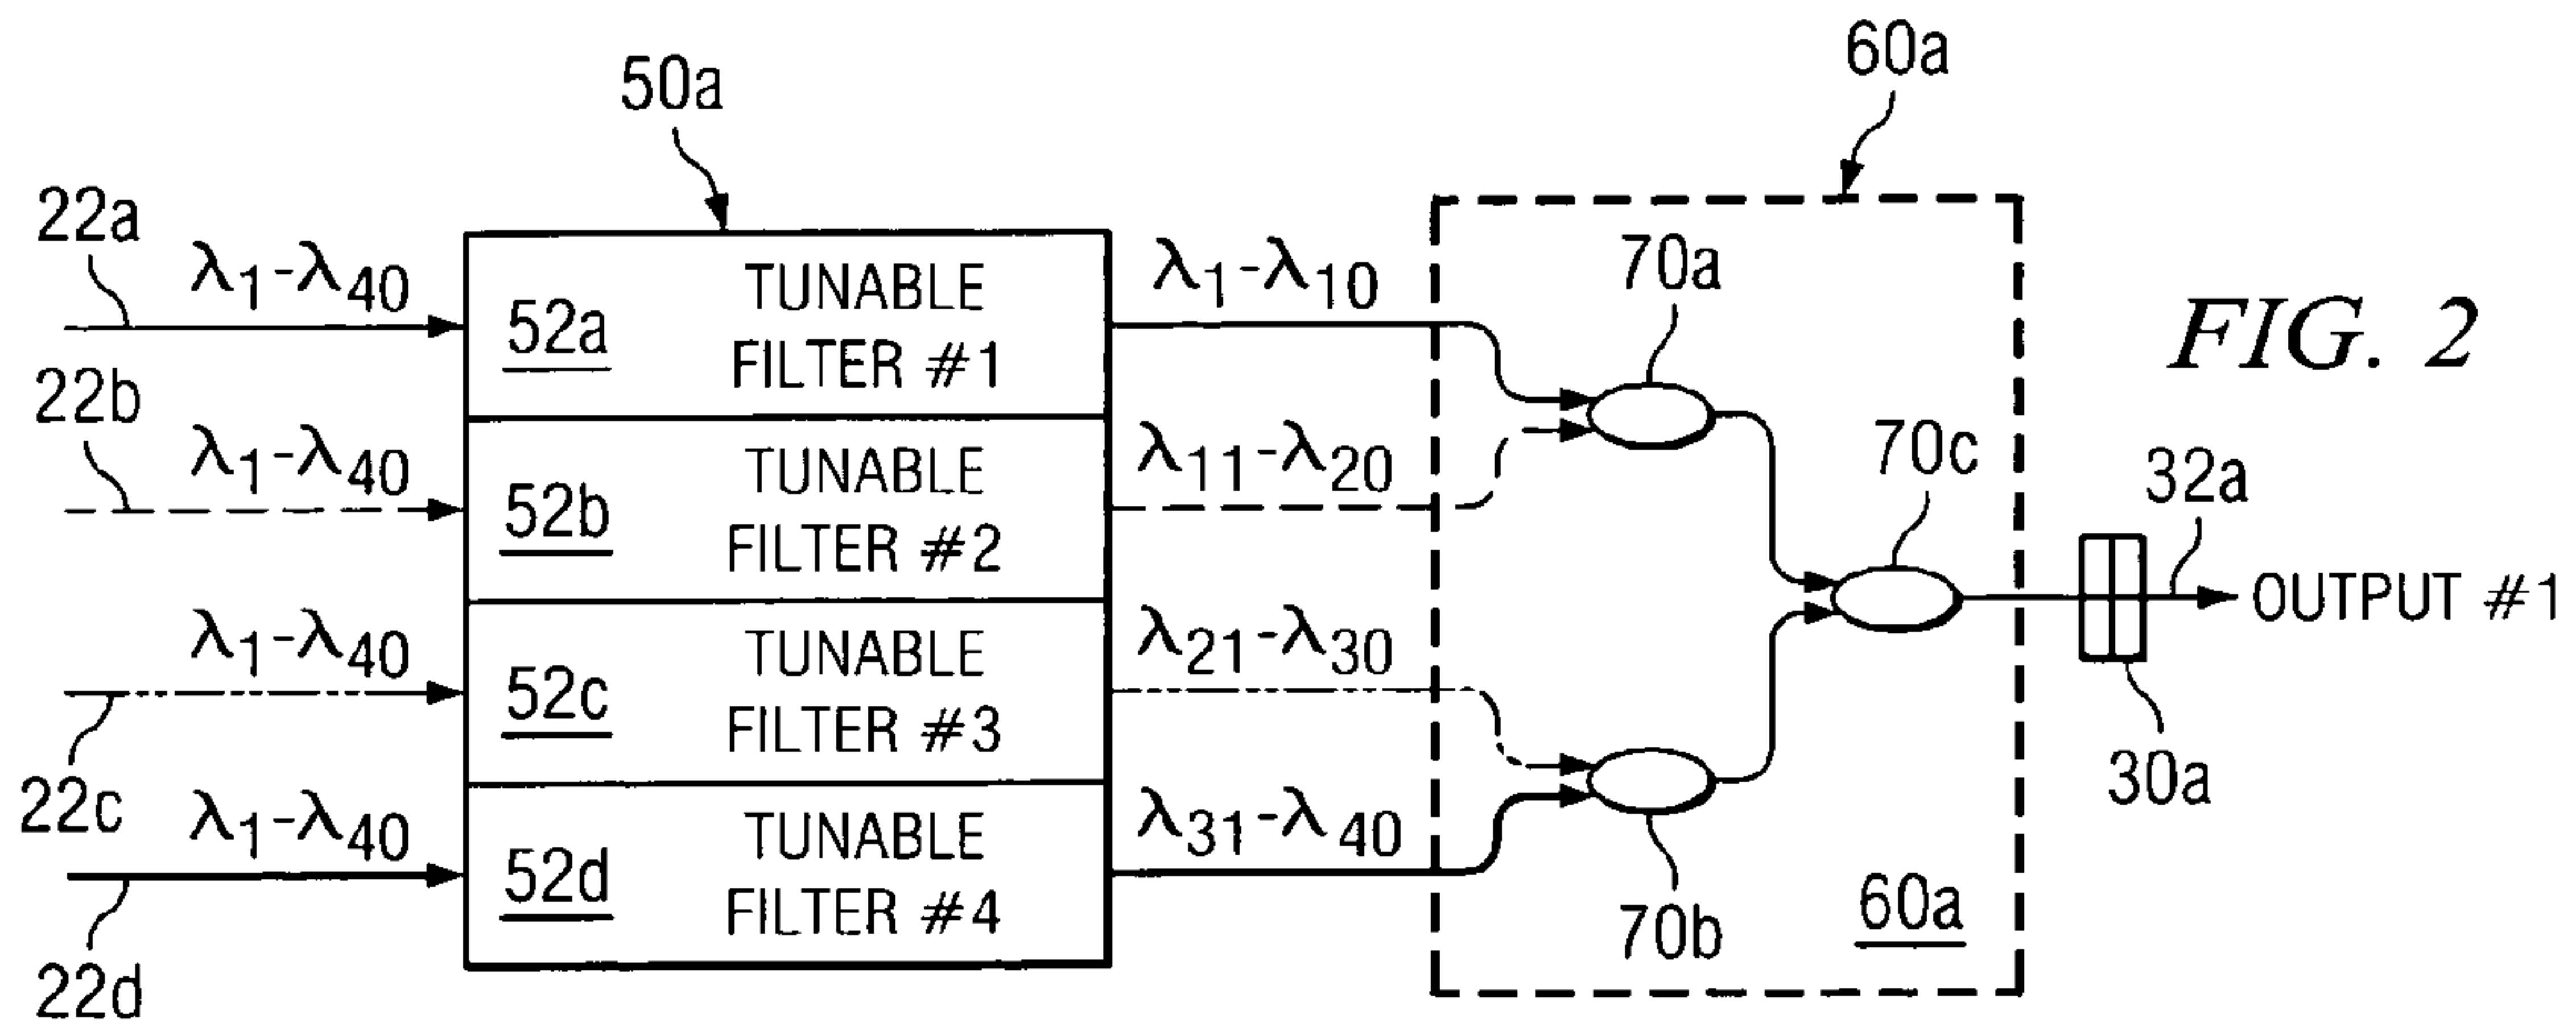 60a
50a
22a
λ1-λ40
52a
TUNABLE
FILTER #1
λ1-λ10
70a
FIG. 2
22b
λ1-λ40
52b
TUNABLE
FILTER #2
λ11-λ20
70c
32a
λ1-λ40
52c
TUNABLE
FILTER #3
λ21-λ30
OUTPUT #1
22c
30a
λ1-λ40
52d
TUNABLE
FILTER #4
λ31-λ40
70b
60a
22d